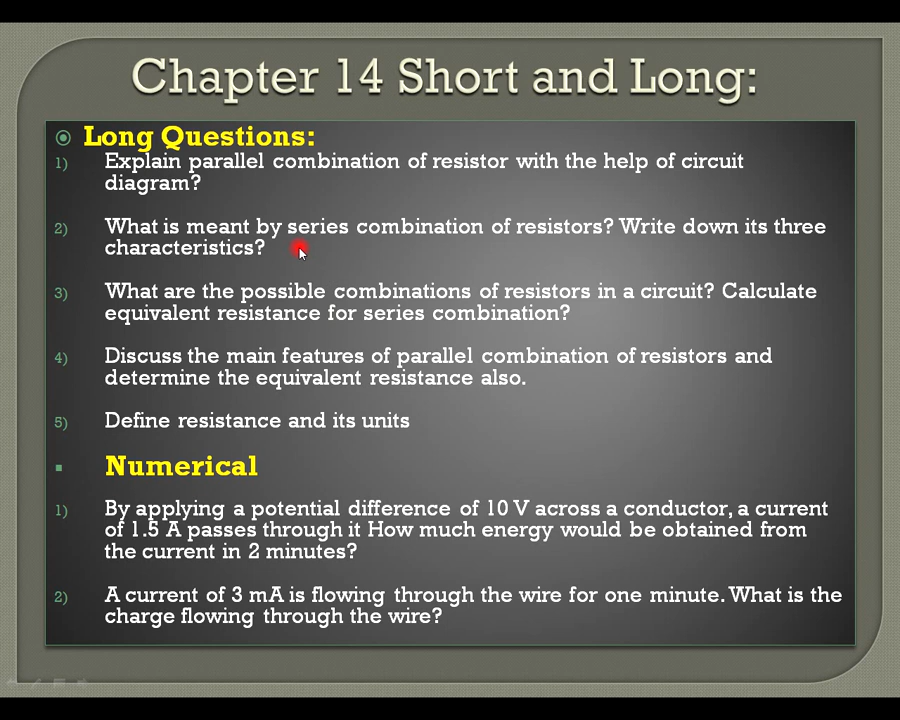 Chapter 14 Short and Long:
Long Questions:
1) Explain parallel combination of resistor with the help of circuit
diagram?
2) What is meant by series combination of resistors? Write down its three
characteristics?
3) What are the possible combinations of resistors in a circuit? Calculate
equivalent resistance for series combination?
4) Discuss the main features of parallel combination of resistors and
determine the equivalent resistance also.
5) Define resistance and its units
Numerical
1) By applying a potential difference of 10 V across a conductor, a current
of 1.5 A passes through it How much energy would be obtained from
the current in 2 minutes?
2) A current of 3 mA is flowing through the wire for one minute. What is the
charge flowing through the wire?